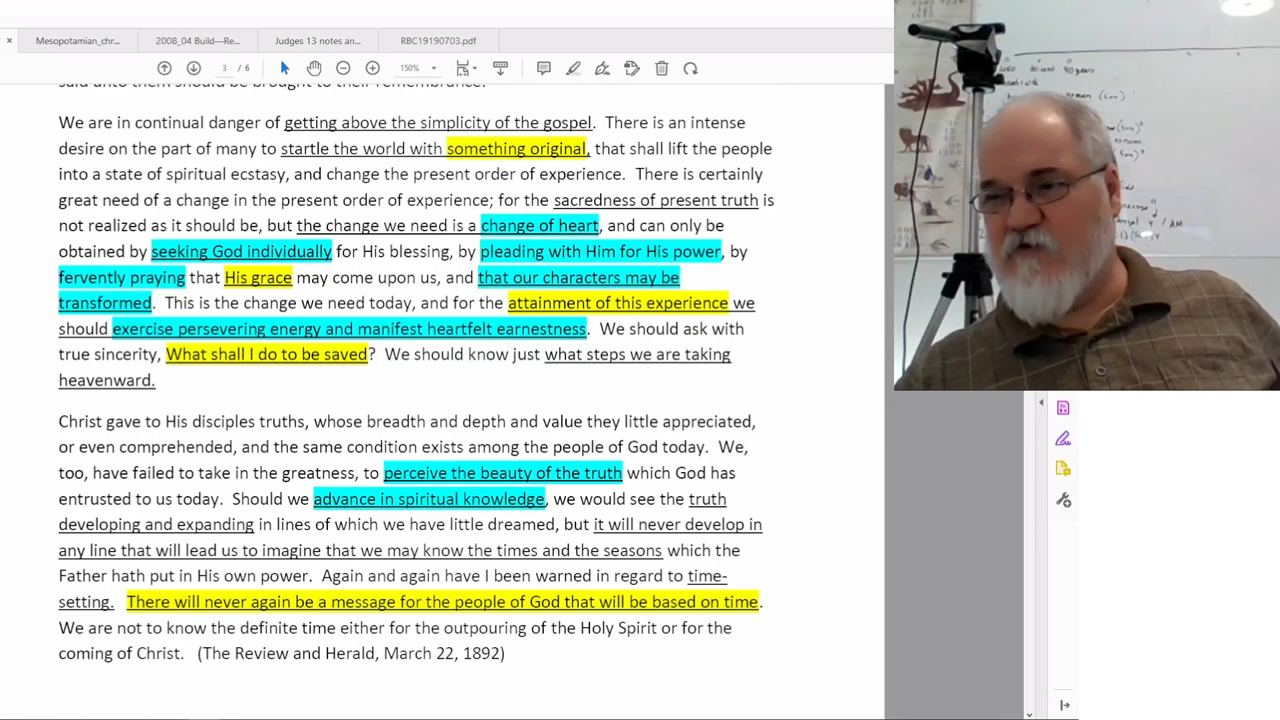 Mesopotamian_chr...
2008_04 Build—Re...
Judges 13 notes an...
RBC19190703.pdf
3 / 6
150%
said unto them should be brought to their remembrance.
We are in continual danger of getting above the simplicity of the gospel. There is an intense
desire on the part of many to startle the world with something original, that shall lift the people
into a state of spiritual ecstasy, and change the present order of experience. There is certainly
great need of a change in the present order of experience; for the sacredness of present truth is
not realized as it should be, but the change we need is a change of heart, and can only be
obtained by seeking God individually for His blessing, by pleading with Him for His power, by
fervently praying that His grace may come upon us, and that our characters may be
transformed. This is the change we need today, and for the attainment of this experience we
should exercise persevering energy and manifest heartfelt earnestness. We should ask with
true sincerity, What shall I do to be saved? We should know just what steps we are taking
heavenward.
Christ gave to His disciples truths, whose breadth and depth and value they little appreciated,
or even comprehended, and the same condition exists among the people of God today. We,
too, have failed to take in the greatness, to perceive the beauty of the truth which God has
entrusted to us today. Should we advance in spiritual knowledge, we would see the truth
developing and expanding in lines of which we have little dreamed, but it will never develop in
any line that will lead us to imagine that we may know the times and the seasons which the
Father hath put in His own power. Again and again have I been warned in regard to time-
setting. There will never again be a message for the people of God that will be based on time.
We are not to know the definite time either for the outpouring of the Holy Spirit or for the
coming of Christ. (The Review and Herald, March 22, 1892)